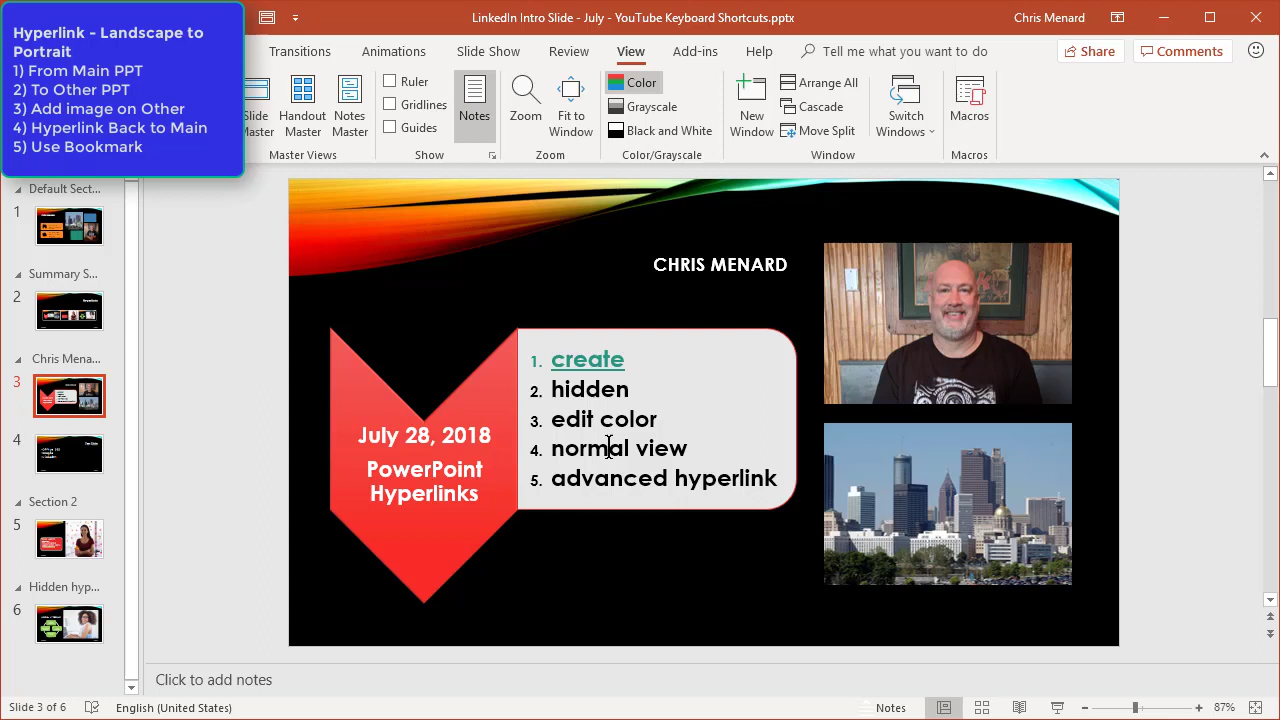 LinkedIn Intro Slide - July - YouTube Keyboard Shortcuts.pptx
Chris Menard
Hyperlink - Landscape to
Portrait
1) From Main PPT
2) To Other PPT
3) Add image on Other
4) Hyperlink Back to Main
5) Use Bookmark
Transitions
Animations
Slide Show
Review
View
Add-ins
Help
Tell me what you want to do
Share
Comments
Slide
Master
Handout
Master
Notes
Master
Master Views
Ruler
Gridlines
Guides
Notes
Show
Zoom
Fit to
Window
Zoom
Color
Grayscale
Black and White
Color/Grayscale
New
Window
Arrange All
Cascade
Move Split
Switch
Windows
Window
Macros
Macros
Default Sect...
1
Summary S...
2
Chris Mena...
3
4
Section 2
5
Hidden hyp...
6
CHRIS MENARD
July 28, 2018
PowerPoint
Hyperlinks
1. create
2. hidden
3. edit color
4. normal view
5. advanced hyperlink
Click to add notes
Slide 3 of 6
English (United States)
Notes
87%